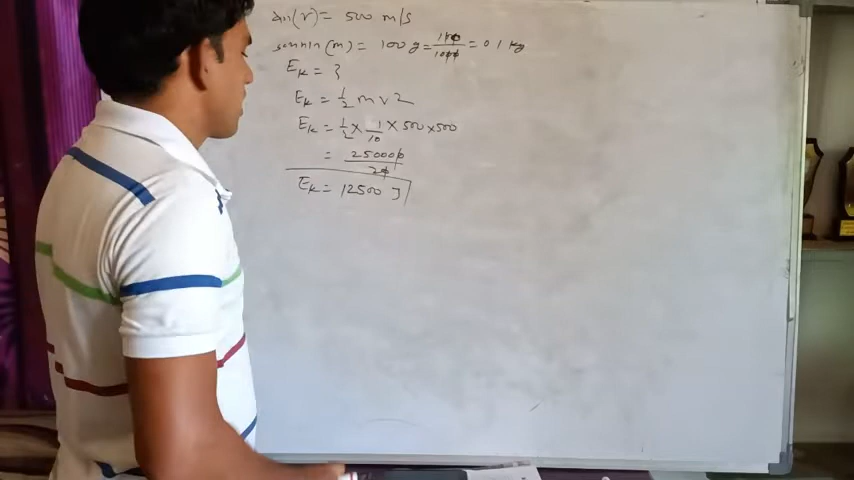 (v) = 500 m/s
(m) = 100 g = 100/1000 = 0.1 kg
Ek = ?
Ek = 1/2 mv2
Ek = 1/2 × 1/10 × 500 × 500
= 250000/20
Ek = 12500 J